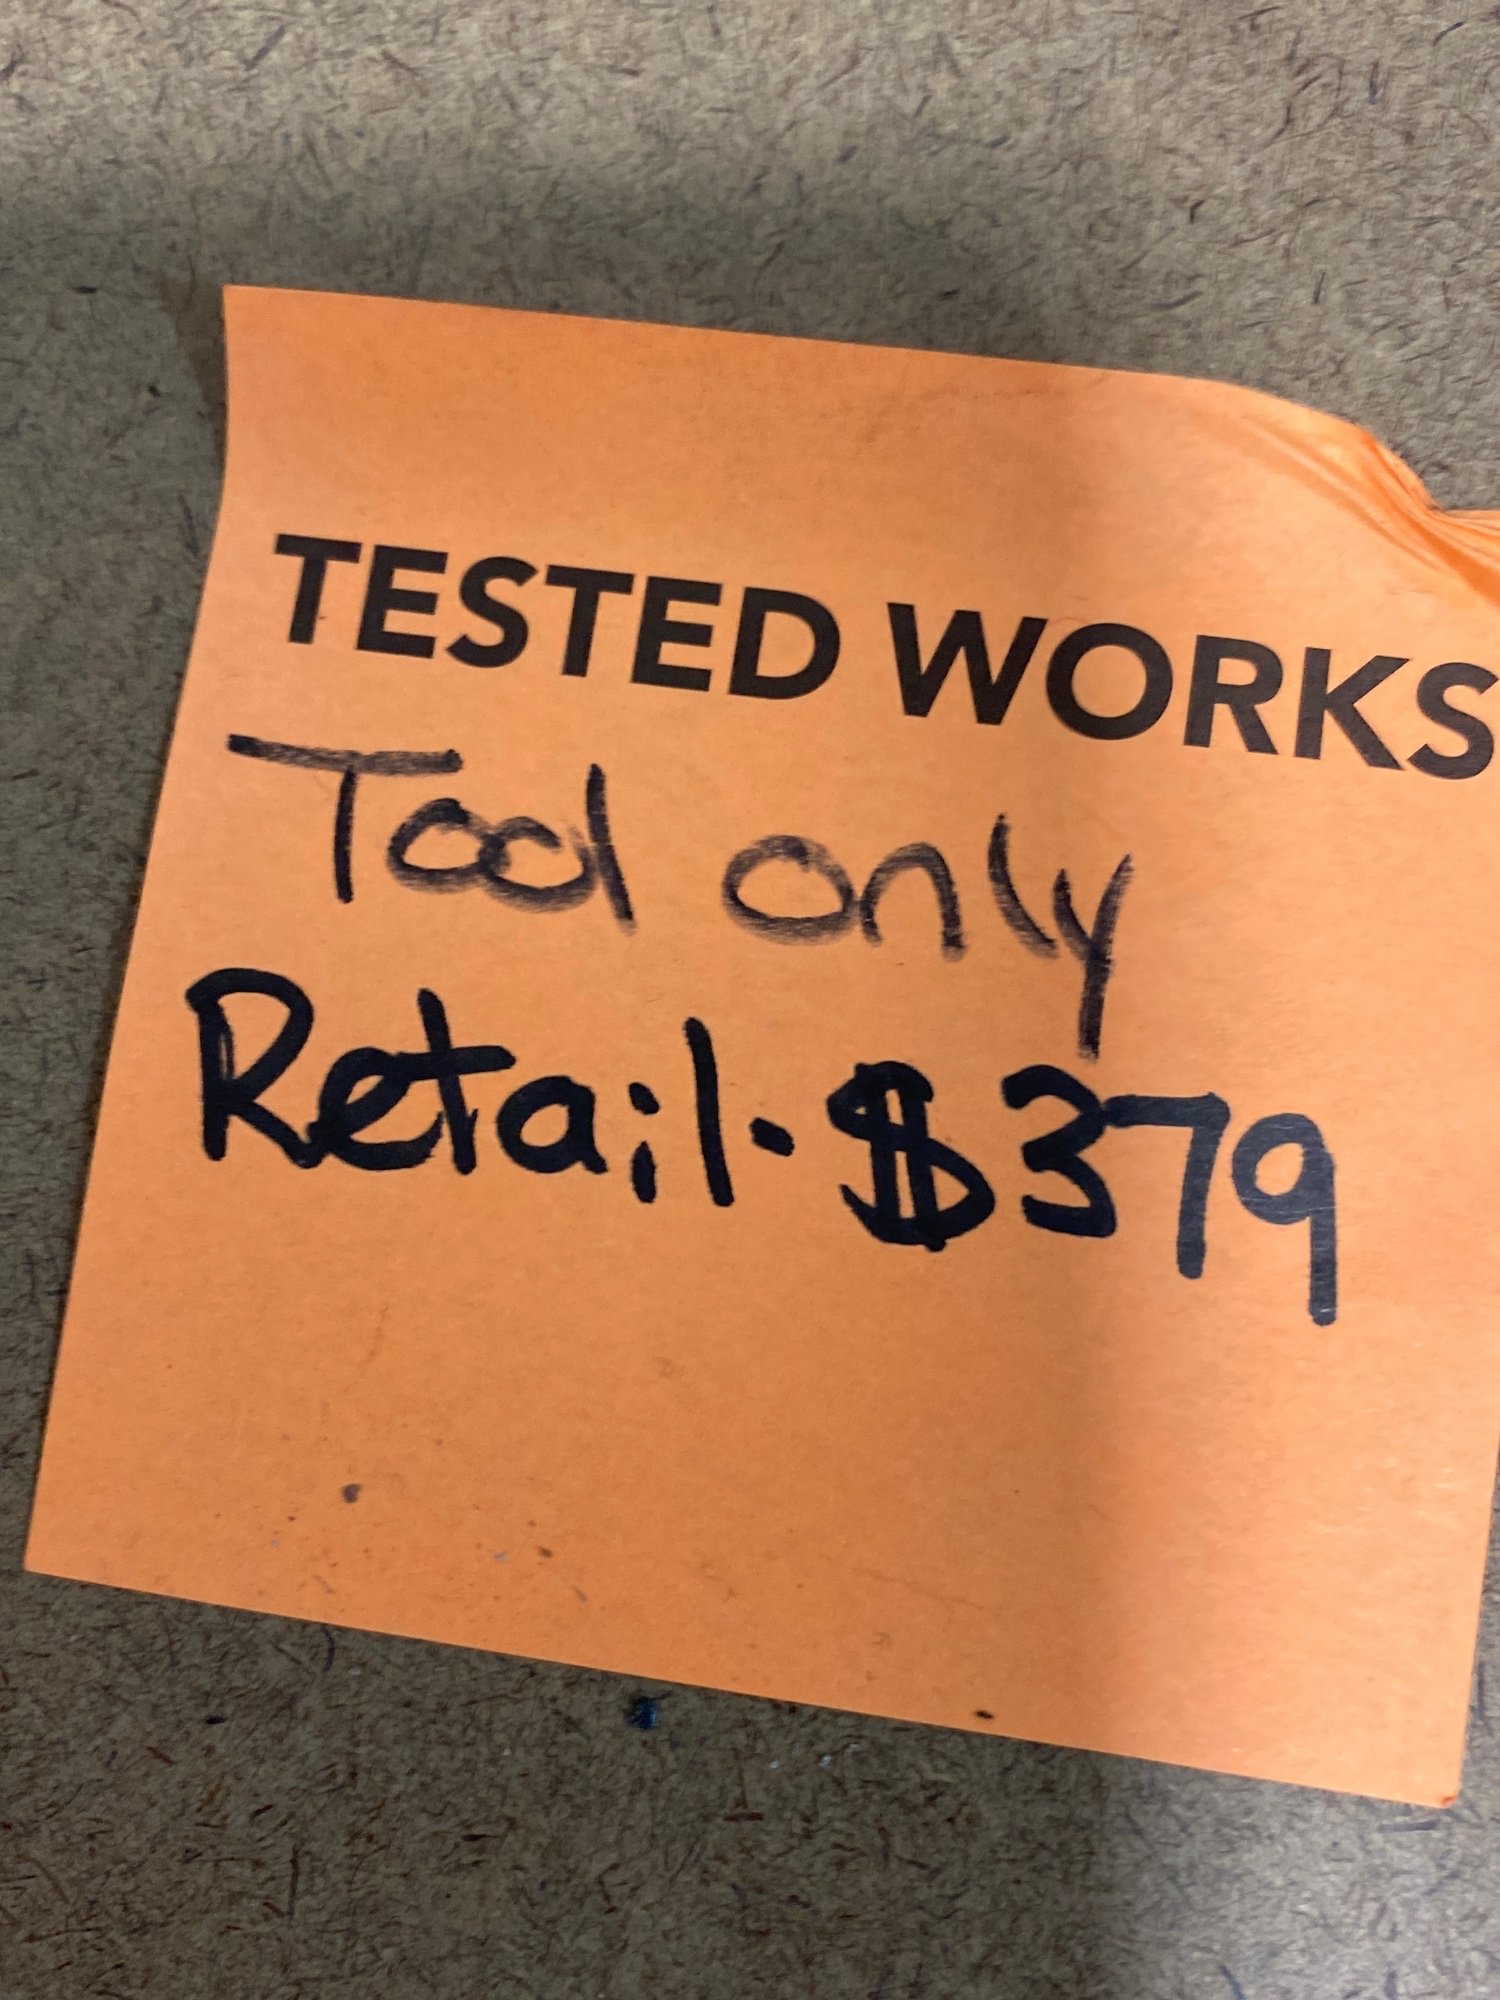 TESTED WORKS
Tool only
Retail. $379